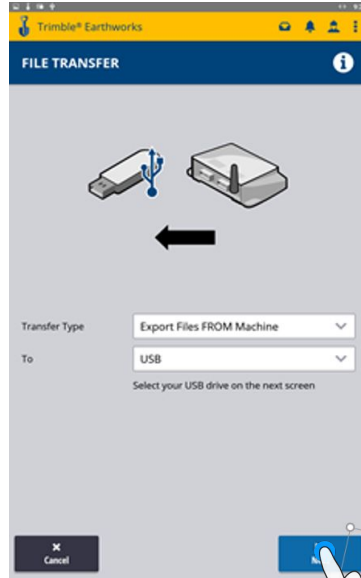 Trimble® Earthworks
FILE TRANSFER
Transfer Type
Export Files FROM Machine
To
USB
Select your USB drive on the next screen
Cancel